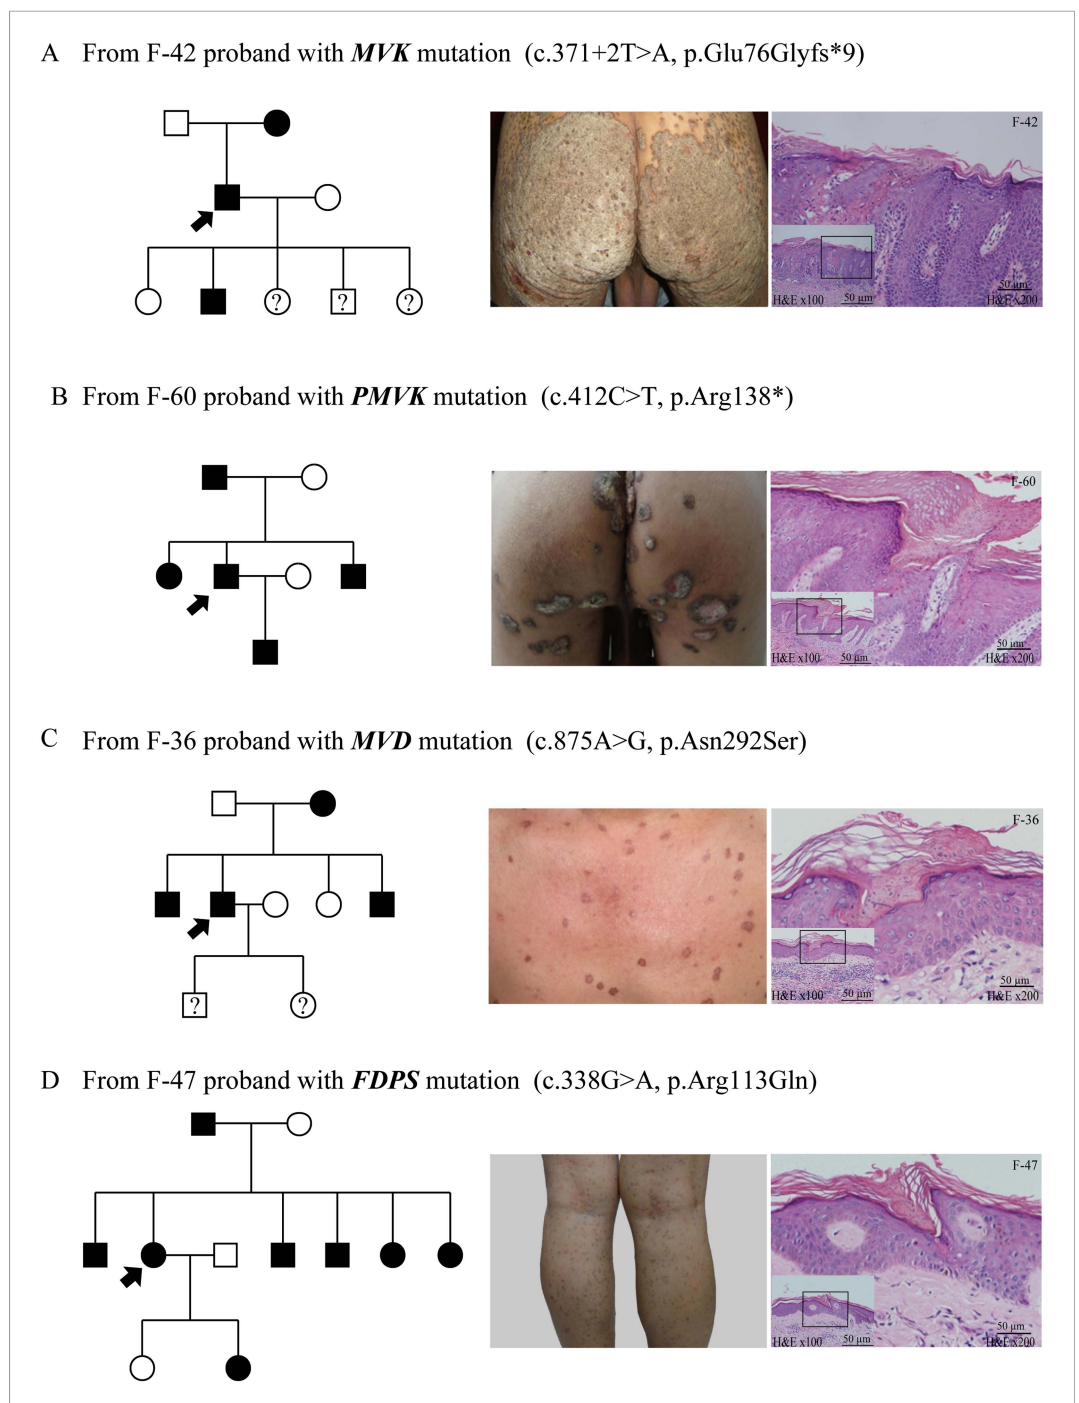 A From F-42 proband with MVK mutation (c.371+2T>A, p.Glu76Glyfs*9)
? ? ?
F-42
H&E x100 50 µm
50 µm
H&E x200
B From F-60 proband with PMVK mutation (c.412C>T, p.Arg138*)
F-60
H&E x100 50 µm
50 µm
H&E x200
C From F-36 proband with MVD mutation (c.875A>G, p.Asn292Ser)
? ?
F-36
H&E x100 50 µm
50 µm
H&E x200
D From F-47 proband with FDPS mutation (c.338G>A, p.Arg113Gln)
F-47
H&E x100 50 µm
50 µm
H&E x200